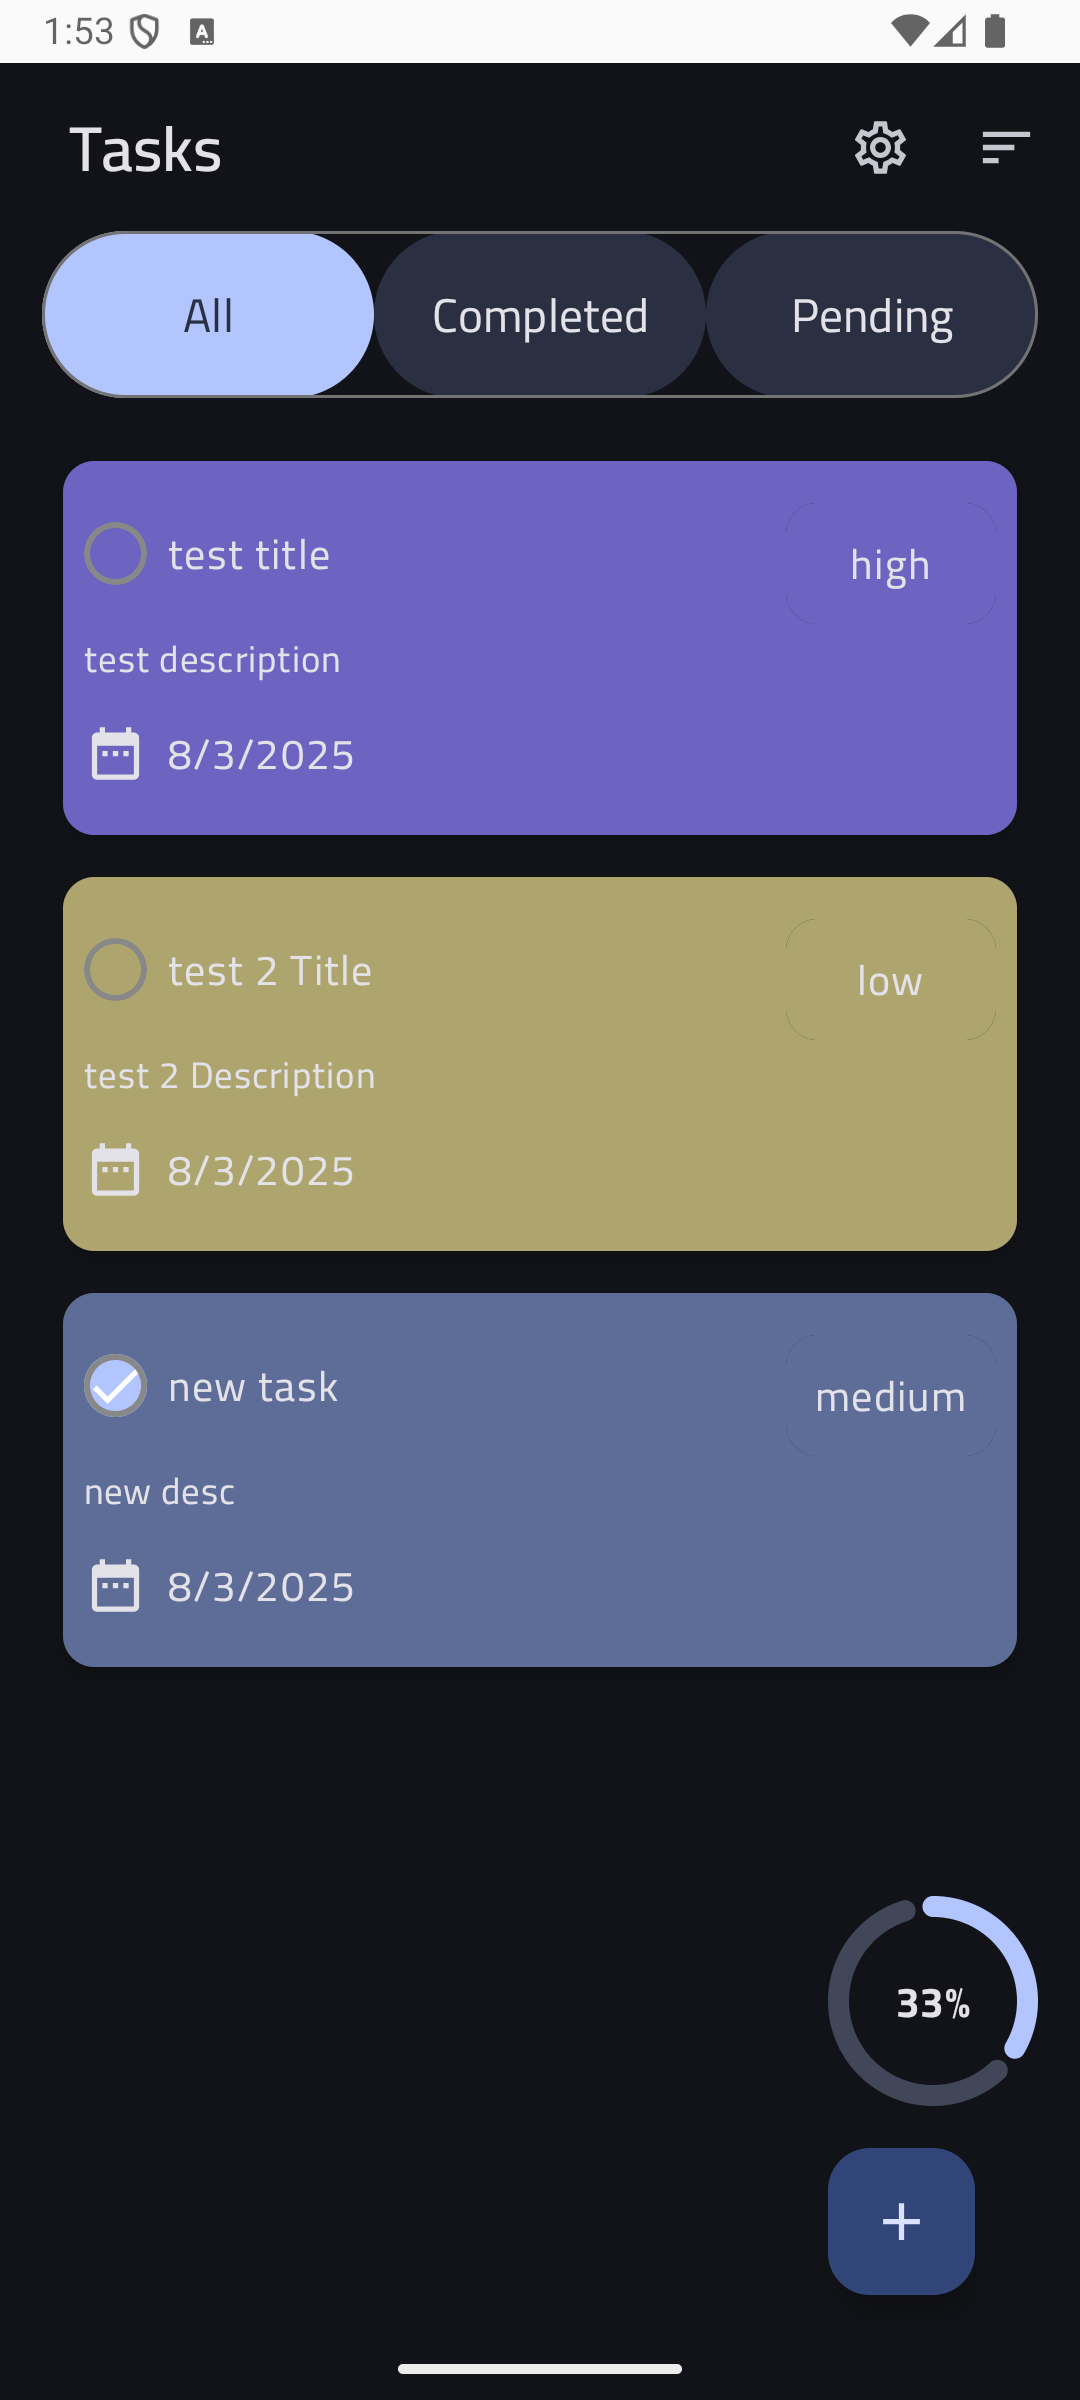 1:53
Tasks
All
Completed
Pending
test title
high
test description
8/3/2025
test 2 Title
low
test 2 Description
8/3/2025
new task
medium
new desc
8/3/2025
33%